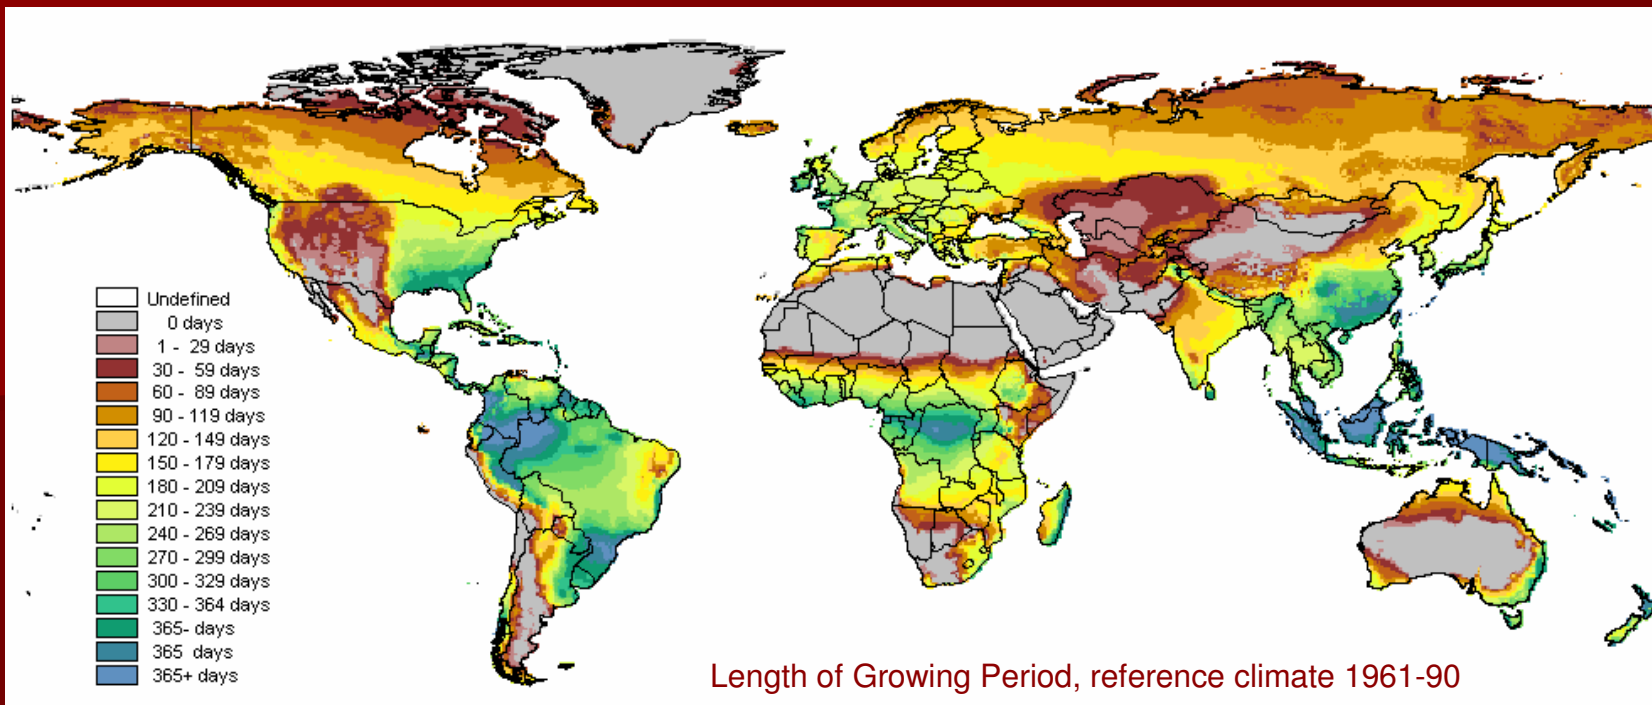 Undefined
0 days
1 - 29 days
30 - 59 days
60 - 89 days
90 - 119 days
120 - 149 days
150 - 179 days
180 - 209 days
210 - 239 days
240 - 269 days
270 - 299 days
300 - 329 days
330 - 364 days
365- days
365 days
365+ days
Length of Growing Period, reference climate 1961-90